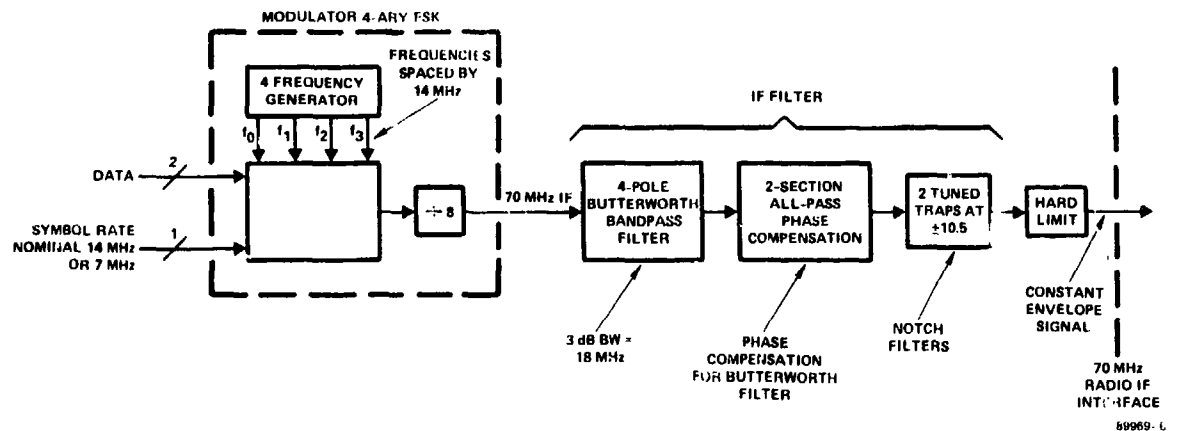 MODULATOR 4-ARY FSK
FREQUENCIES
SPACED BY
14 MHz
4 FREQUENCY
GENERATOR
f0 f1 f2 f3
DATA
2
SYMBOL RATE
NOMINAL 14 MHz
OR 7 MHz
1
÷ 8
70 MHz IF
IF FILTER
4-POLE
BUTTERWORTH
BANDPASS
FILTER
2-SECTION
ALL-PASS
PHASE
COMPENSATION
2 TUNED
TRAPS AT
±10.5
HARD
LIMIT
3 dB BW =
18 MHz
PHASE
COMPENSATION
FOR BUTTERWORTH
FILTER
NOTCH
FILTERS
CONSTANT
ENVELOPE
SIGNAL
70 MHz
RADIO IF
INTERFACE
89969-